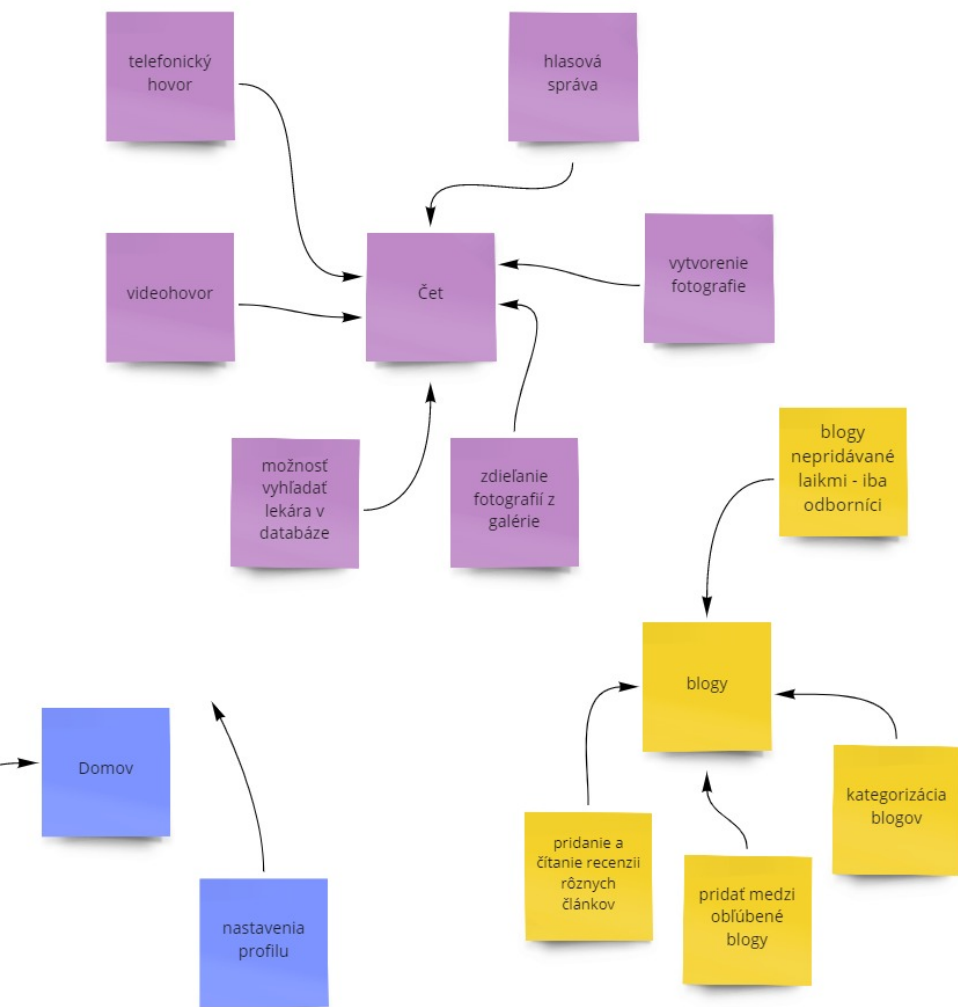 telefonický
hovor
hlasová
správa
videohovor
Čet
vytvorenie
fotografie
možnosť
vyhľadať
lekára v
databáze
zdieľanie
fotografií z
galérie
blogy
nepridávané
laikmi - iba
odborníci
blogy
Domov
kategorizácia
blogov
pridanie a
čítanie recenzii
rôznych
článkov
pridať medzi
obľúbené
blogy
nastavenia
profilu